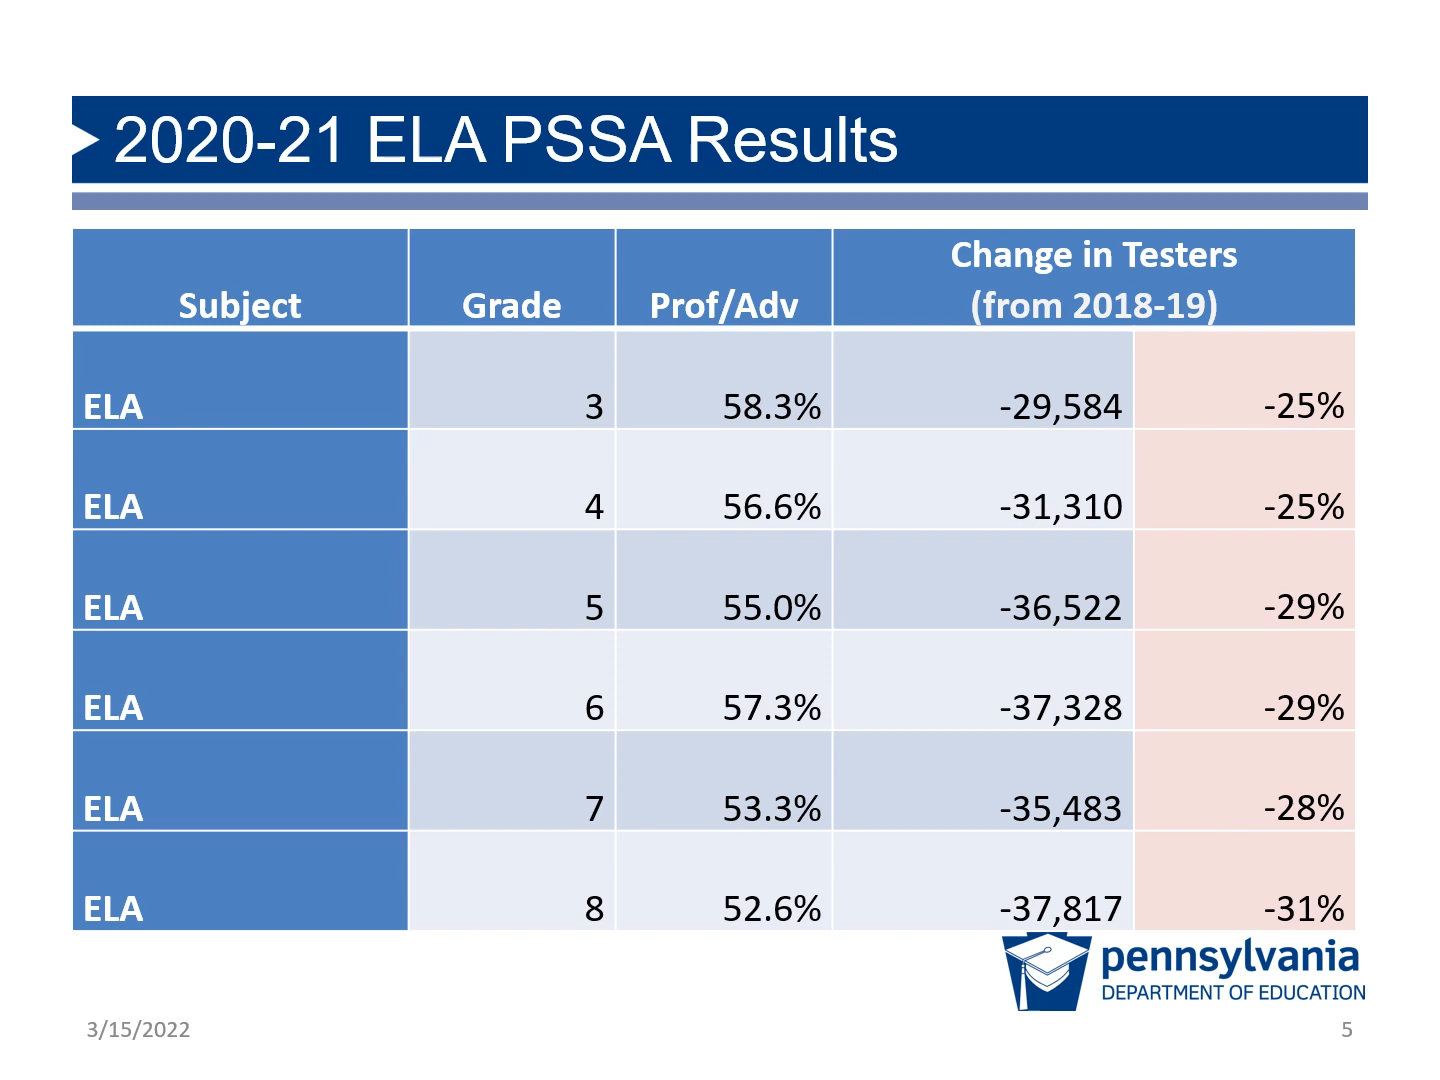 2020-21 ELA PSSA Results
Subject Grade Prof/Adv Change in Testers
(from 2018-19)
ELA 3 58.3% -29,584 -25%
ELA 4 56.6% -31,310 -25%
ELA 5 55.0% -36,522 -29%
ELA 6 57.3% -37,328 -29%
ELA 7 53.3% -35,483 -28%
ELA 8 52.6% -37,817 -31%
pennsylvania
DEPARTMENT OF EDUCATION
3/15/2022 5